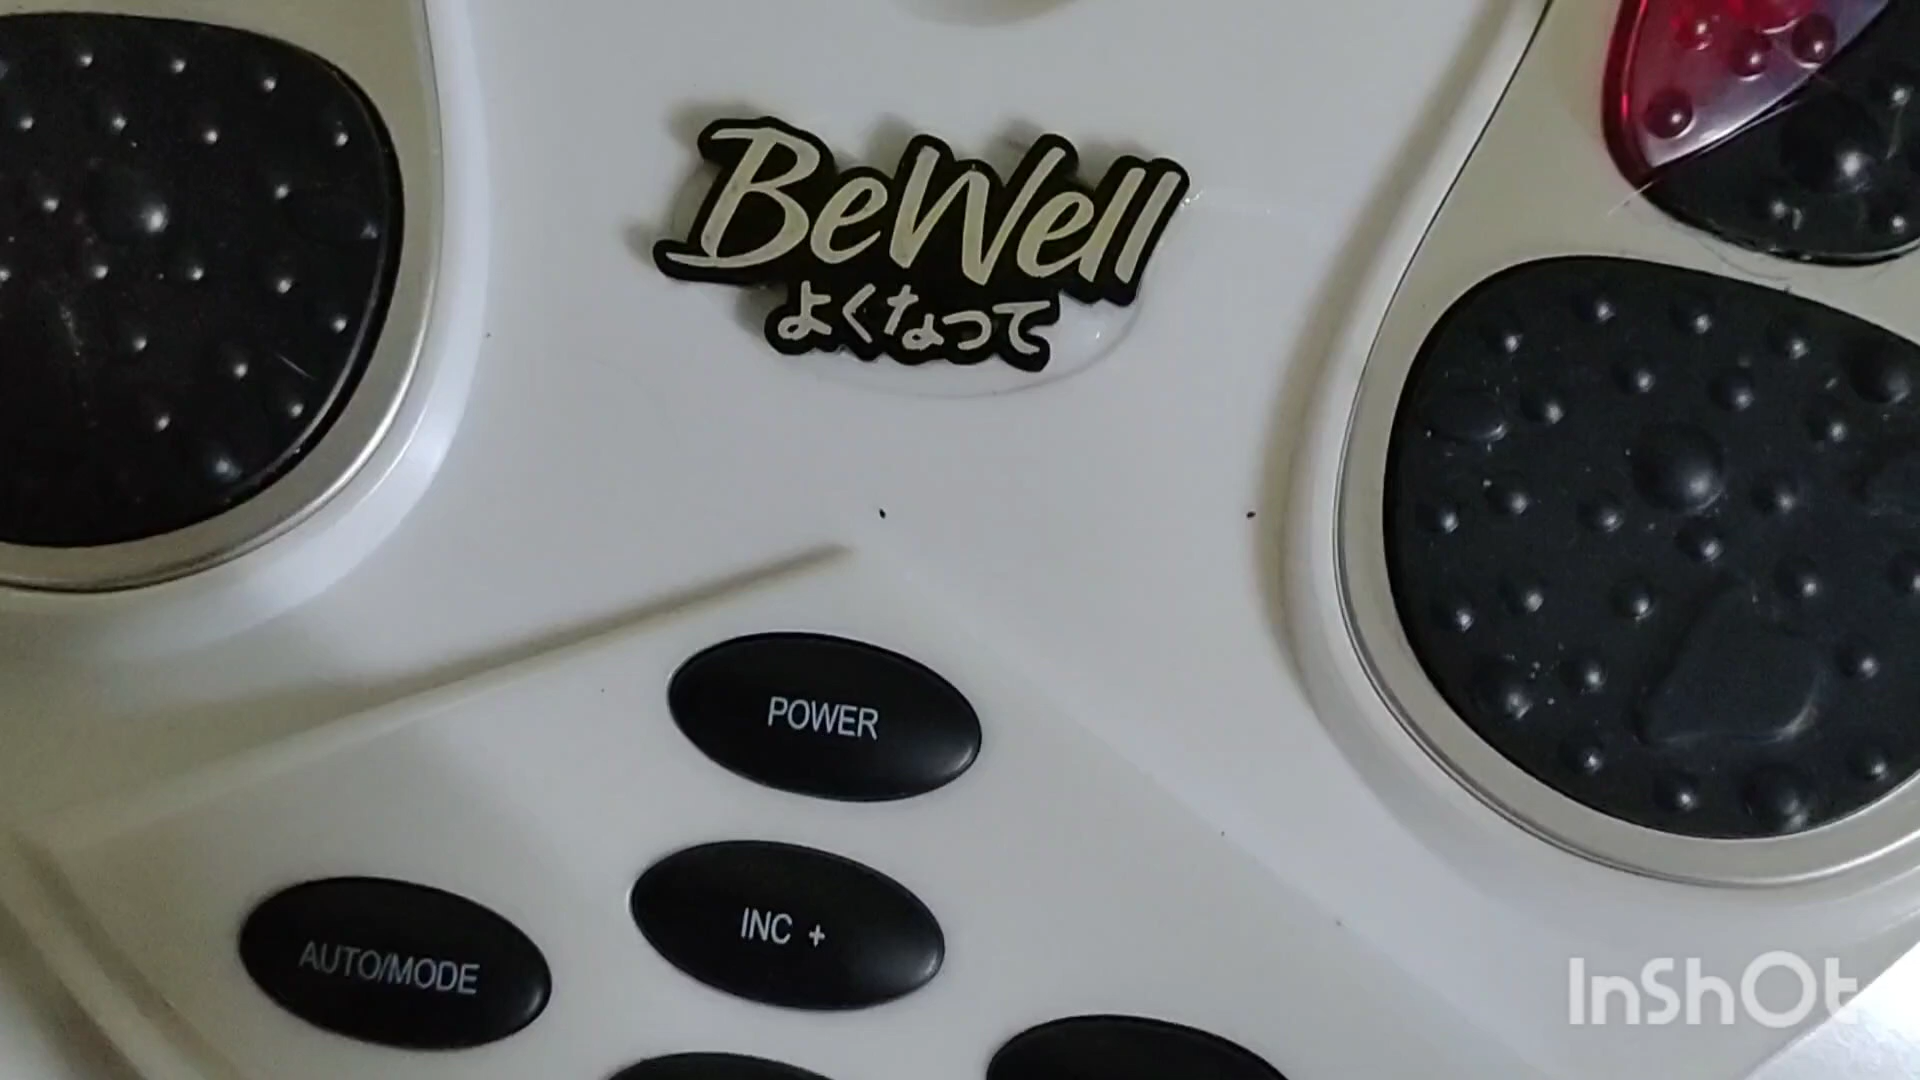 BeWell
よくなって
POWER
INC +
AUTO/MODE
InShOt